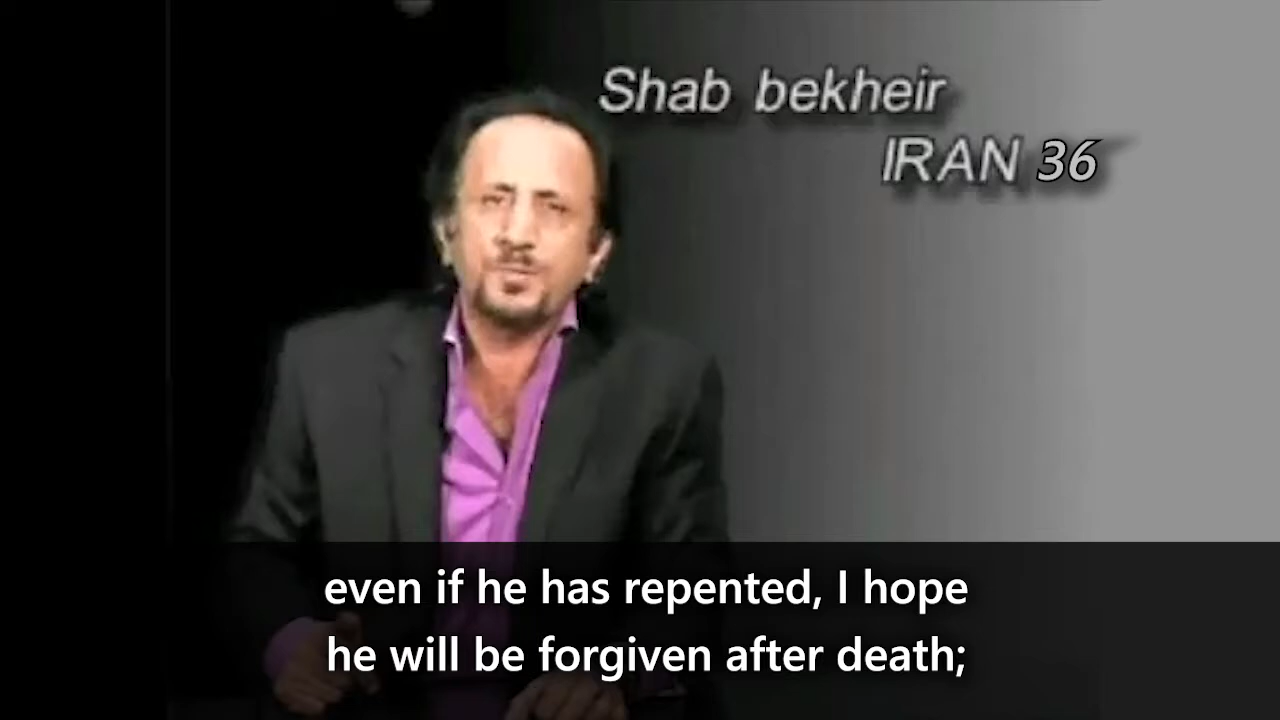 Shab bekheir
IRAN 36
even if he has repented, I hope
he will be forgiven after death;